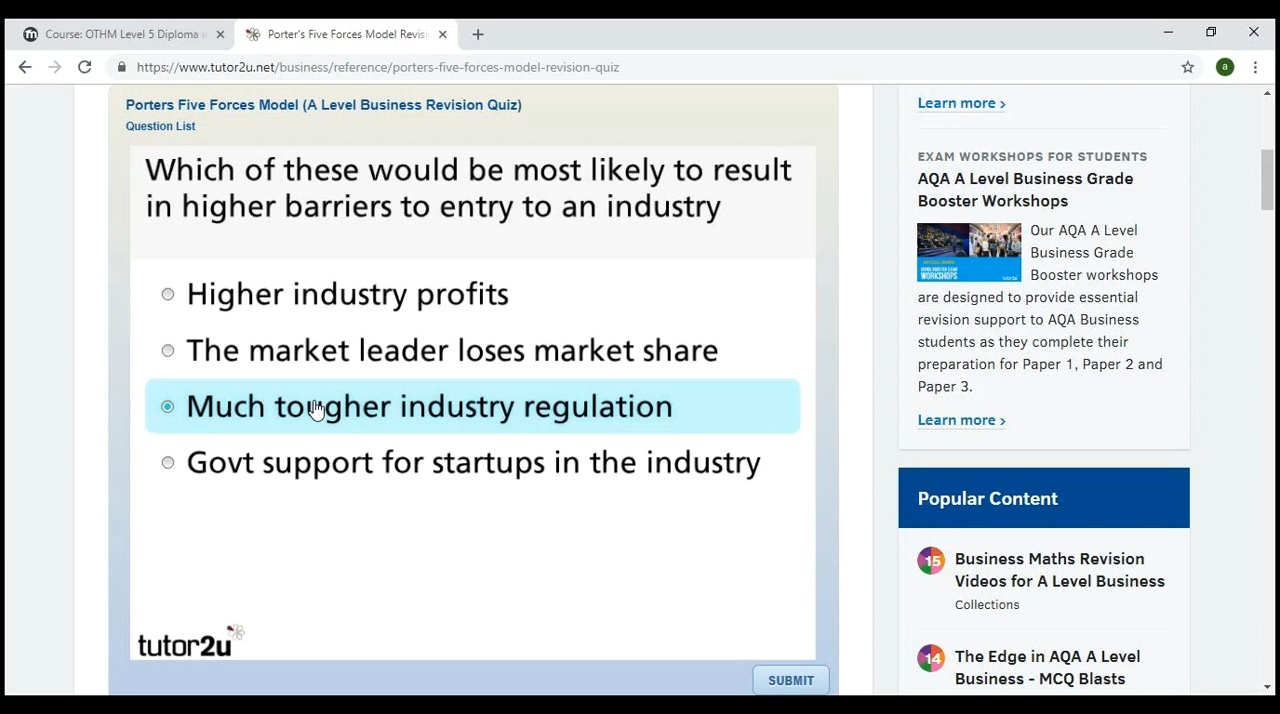 Course: OTHM Level 5 Diploma in
Porter's Five Forces Model Revis
https://www.tutor2u.net/business/reference/porters-five-forces-model-revision-quiz
a
Porters Five Forces Model (A Level Business Revision Quiz)
Question List
Which of these would be most likely to result
in higher barriers to entry to an industry
Higher industry profits
The market leader loses market share
Much tougher industry regulation
Govt support for startups in the industry
tutor2u
SUBMIT
Learn more ›
EXAM WORKSHOPS FOR STUDENTS
AQA A Level Business Grade
Booster Workshops
Our AQA A Level
Business Grade
Booster workshops
are designed to provide essential
revision support to AQA Business
students as they complete their
preparation for Paper 1, Paper 2 and
Paper 3.
Learn more ›
Popular Content
15
Business Maths Revision
Videos for A Level Business
Collections
14
The Edge in AQA A Level
Business - MCQ Blasts